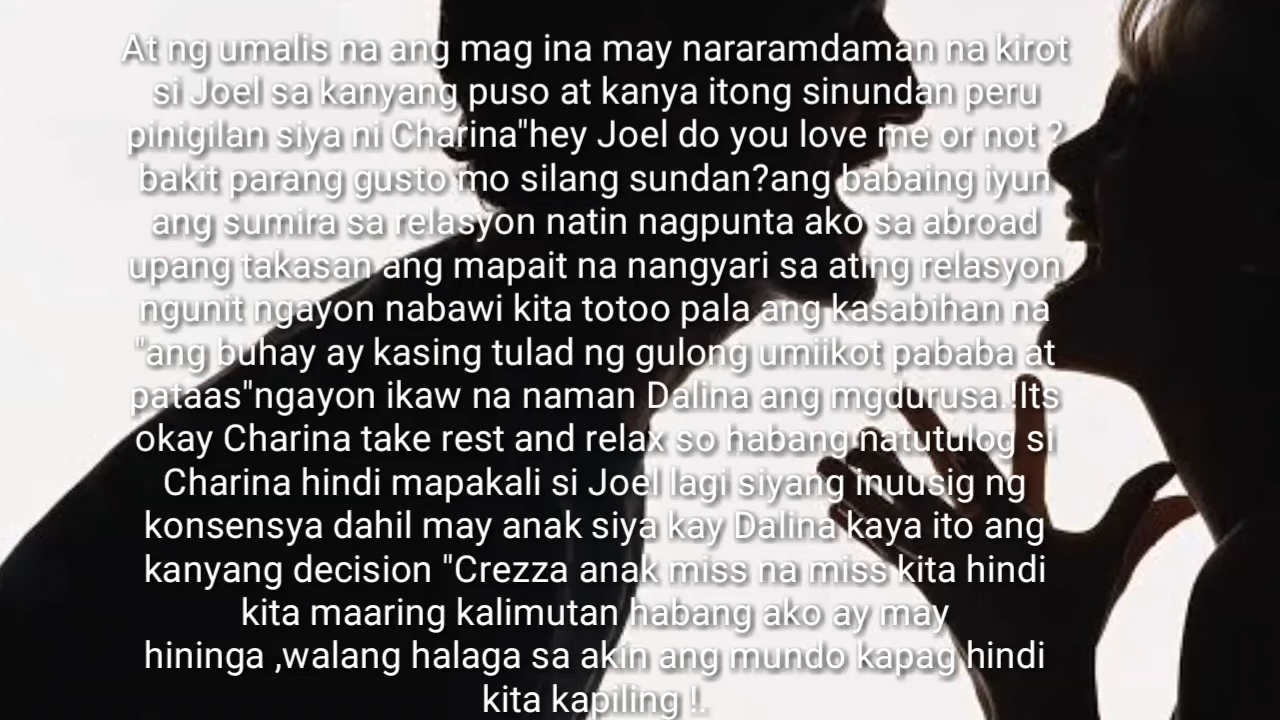 At ng umalis na ang mag ina may nararamdaman na kirot
si Joel sa kanyang puso at kanya itong sinundan peru
pinigilan siya ni Charina"hey Joel do you love me or not ?
bakit parang gusto mo silang sundan?ang babaing iyun
ang sumira sa relasyon natin nagpunta ako sa abroad
upang takasan ang mapait na nangyari sa ating relasyon
ngunit ngayon nabawi kita totoo pala ang kasabihan na
"ang buhay ay kasing tulad ng gulong umiikot pababa at
pataas"ngayon ikaw na naman Dalina ang mgdurusa.!Its
okay Charina take rest and relax so habang natutulog si
Charina hindi mapakali si Joel lagi siyang inuusig ng
konsensya dahil may anak siya kay Dalina kaya ito ang
kanyang decision "Crezza anak miss na miss kita hindi
kita maaring kalimutan habang ako ay may
hininga ,walang halaga sa akin ang mundo kapag hindi
kita kapiling !.